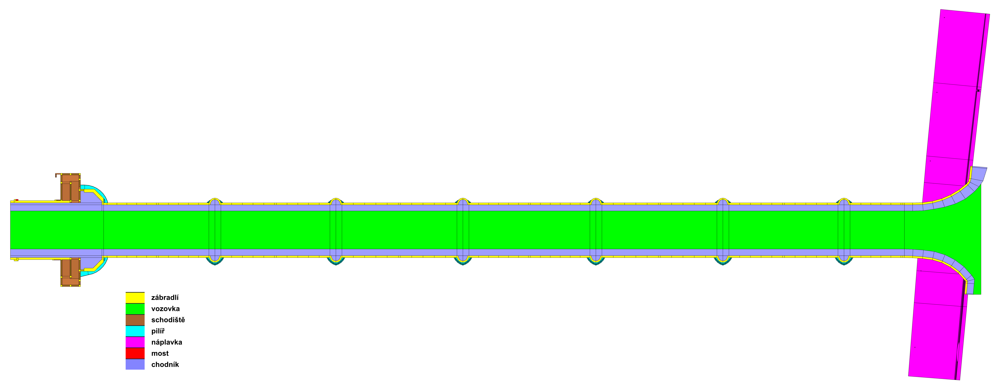 zábradlí
vozovka
schodiště
pilíř
náplavka
most
chodník